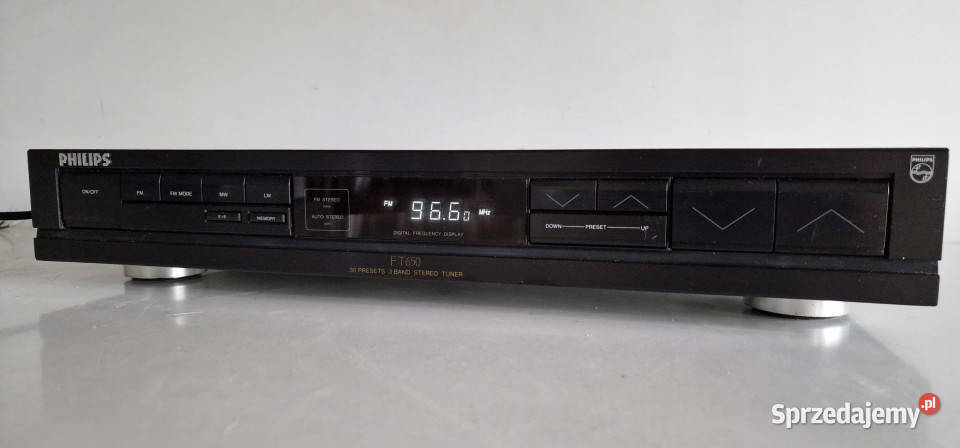 PHILIPS
PHILIPS
ON/OFF
FM
FM MODE
MW
LW
MEMORY
FM STEREO
AUTO STEREO
FM 96.60 MHz
DIGITAL FREQUENCY DISPLAY
DOWN PRESET UP
FT650
30 PRESETS 3 BAND STEREO TUNER
Sprzedajemy.pl